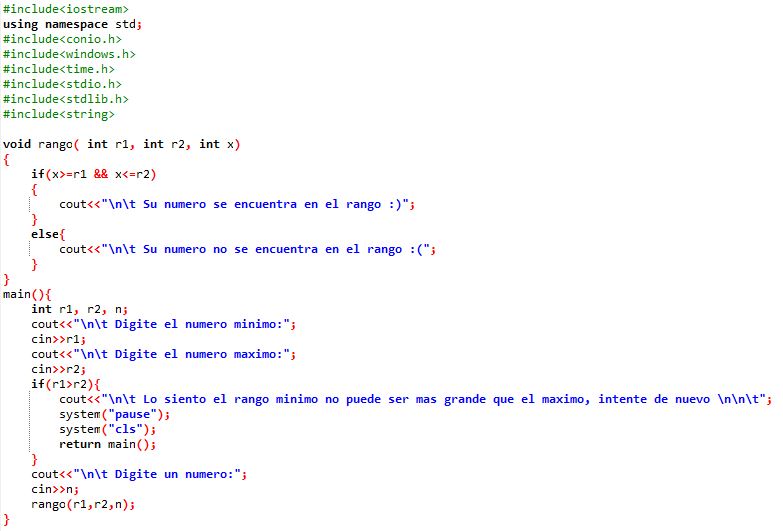 #include<iostream>
using namespace std;
#include<conio.h>
#include<windows.h>
#include<time.h>
#include<stdio.h>
#include<stdlib.h>
#include<string>
void rango( int r1, int r2, int x)
{
if(x>=r1 && x<=r2)
{
cout<<"\n\t Su numero se encuentra en el rango :)";
}
else{
cout<<"\n\t Su numero no se encuentra en el rango :(";
}
}
main(){
int r1, r2, n;
cout<<"\n\t Digite el numero minimo:";
cin>>r1;
cout<<"\n\t Digite el numero maximo:";
cin>>r2;
if(r1>r2){
cout<<"\n\t Lo siento el rango minimo no puede ser mas grande que el maximo, intente de nuevo \n\n\t";
system("pause");
system("cls");
return main();
}
cout<<"\n\t Digite un numero:";
cin>>n;
rango(r1,r2,n);
}